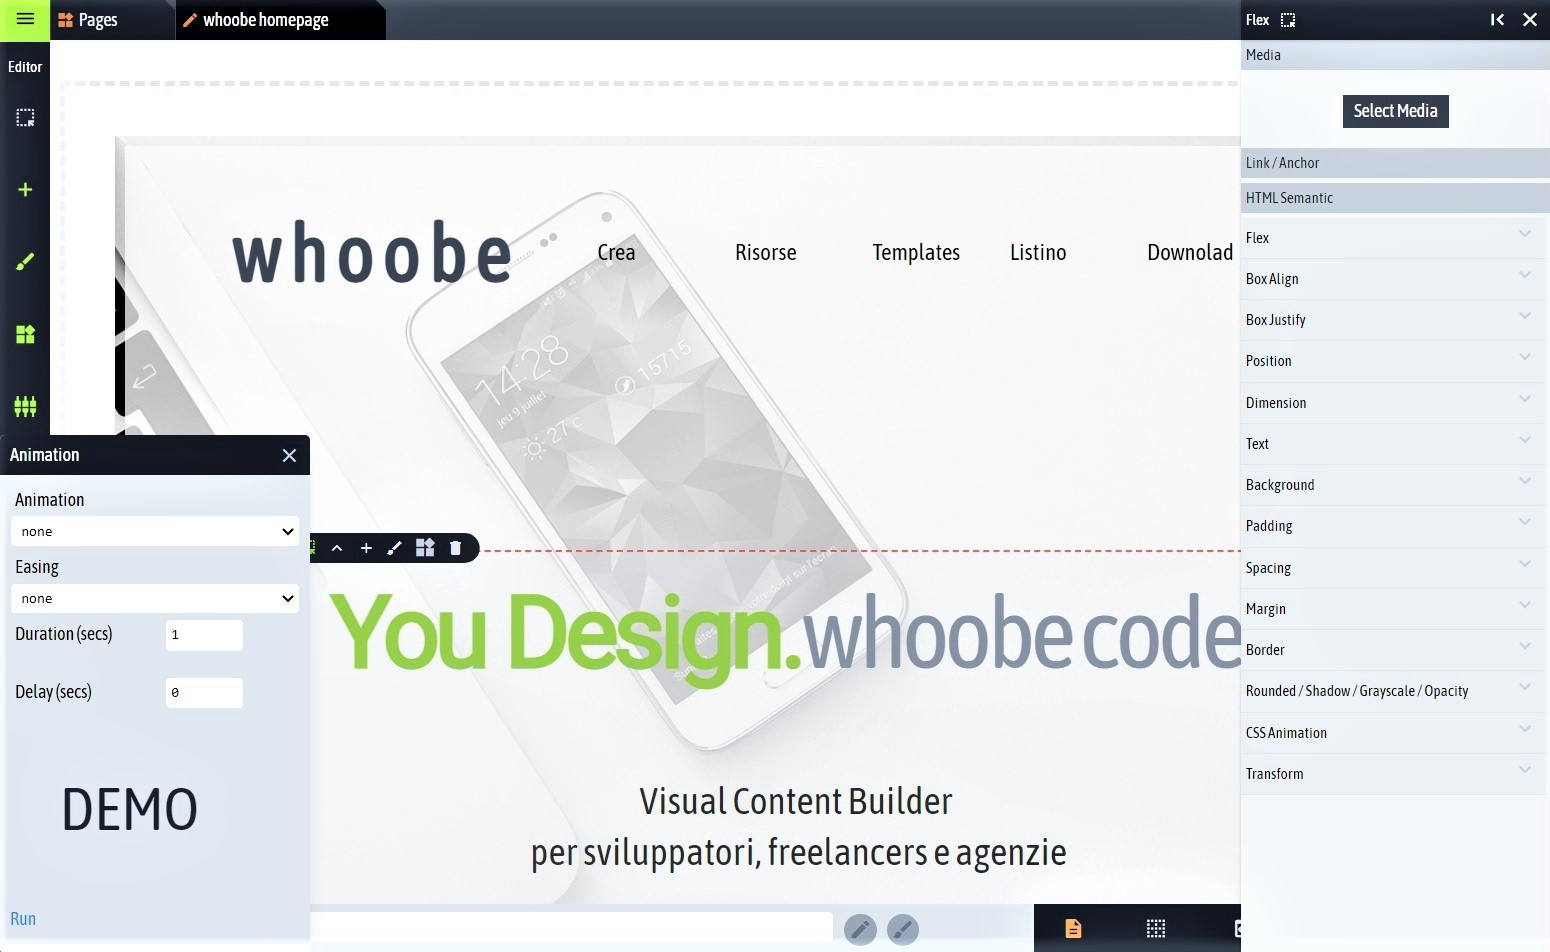 Pages
whoobe homepage
Flex
Editor
Media
Select Media
Link / Anchor
HTML Semantic
whoobe
Crea
Risorse
Templates
Listino
Downolad
Flex
Box Align
Box Justify
Position
Dimension
Text
Background
Padding
Spacing
Margin
Border
Rounded / Shadow / Grayscale / Opacity
CSS Animation
Transform
14:28
jeu 9 juillet
15715
27°c
Animation
Animation
none
Easing
none
Duration (secs)
1
Delay (secs)
0
DEMO
Run
You Design.whoobe code
Visual Content Builder
per sviluppatori, freelancers e agenzie